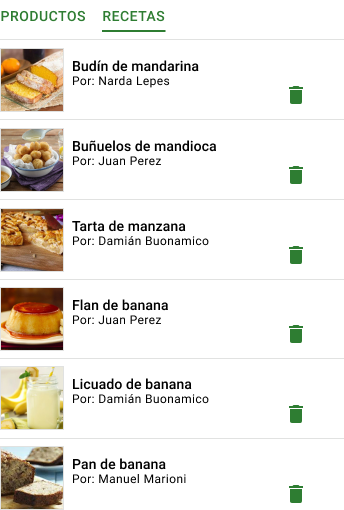 PRODUCTOS RECETAS
Budín de mandarina
Por: Narda Lepes
Buñuelos de mandioca
Por: Juan Perez
Tarta de manzana
Por: Damián Buonamico
Flan de banana
Por: Juan Perez
Licuado de banana
Por: Damián Buonamico
Pan de banana
Por: Manuel Marioni